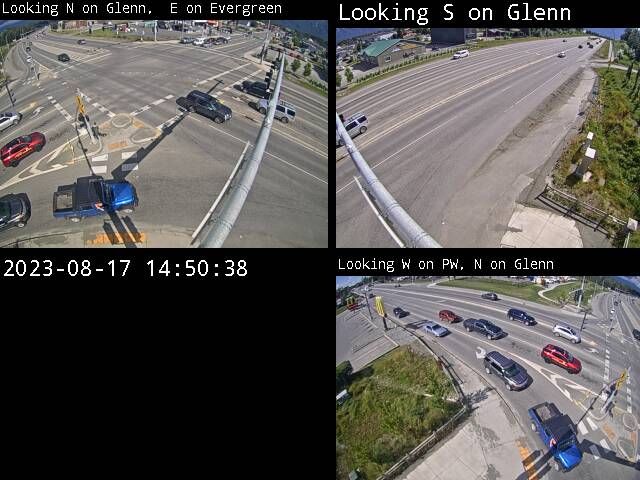 Looking N on Glenn,  E on Evergreen
Looking S on Glenn
2023-08-17 14:50:38
Looking W on PW, N on Glenn